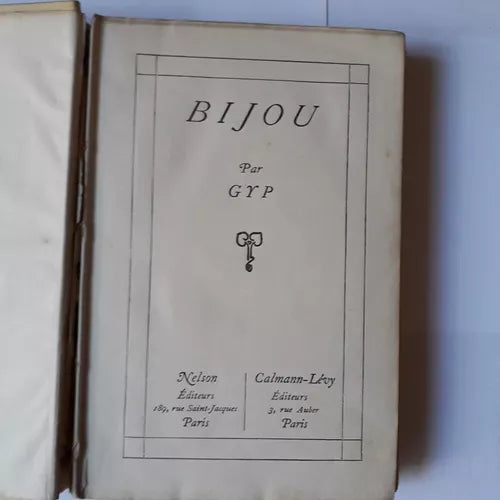 BIJOU
Par
GYP
Nelson
Éditeurs
189, rue Saint-Jacques
Paris
Calmann-Lévy
Éditeurs
3, rue Auber
Paris